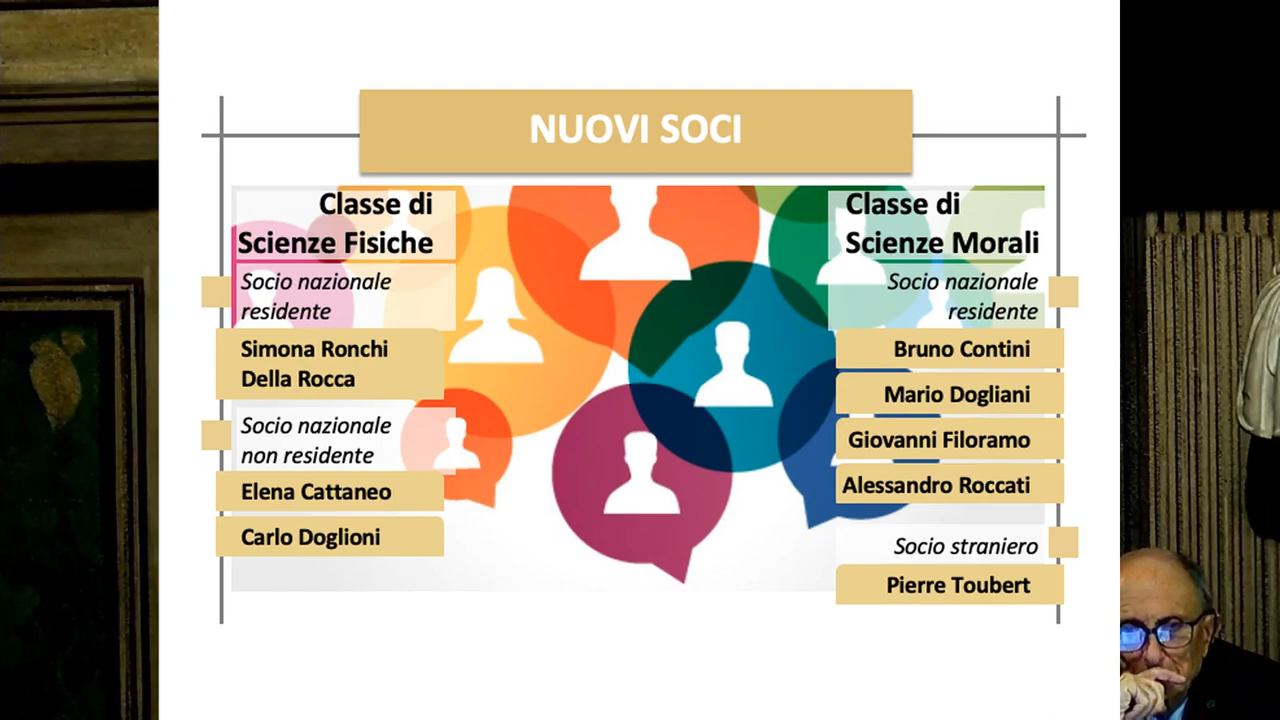 NUOVI SOCI
Classe di
Scienze Fisiche
Socio nazionale
residente
Simona Ronchi
Della Rocca
Socio nazionale
non residente
Elena Cattaneo
Carlo Doglioni
Classe di
Scienze Morali
Socio nazionale
residente
Bruno Contini
Mario Dogliani
Giovanni Filoramo
Alessandro Roccati
Socio straniero
Pierre Toubert